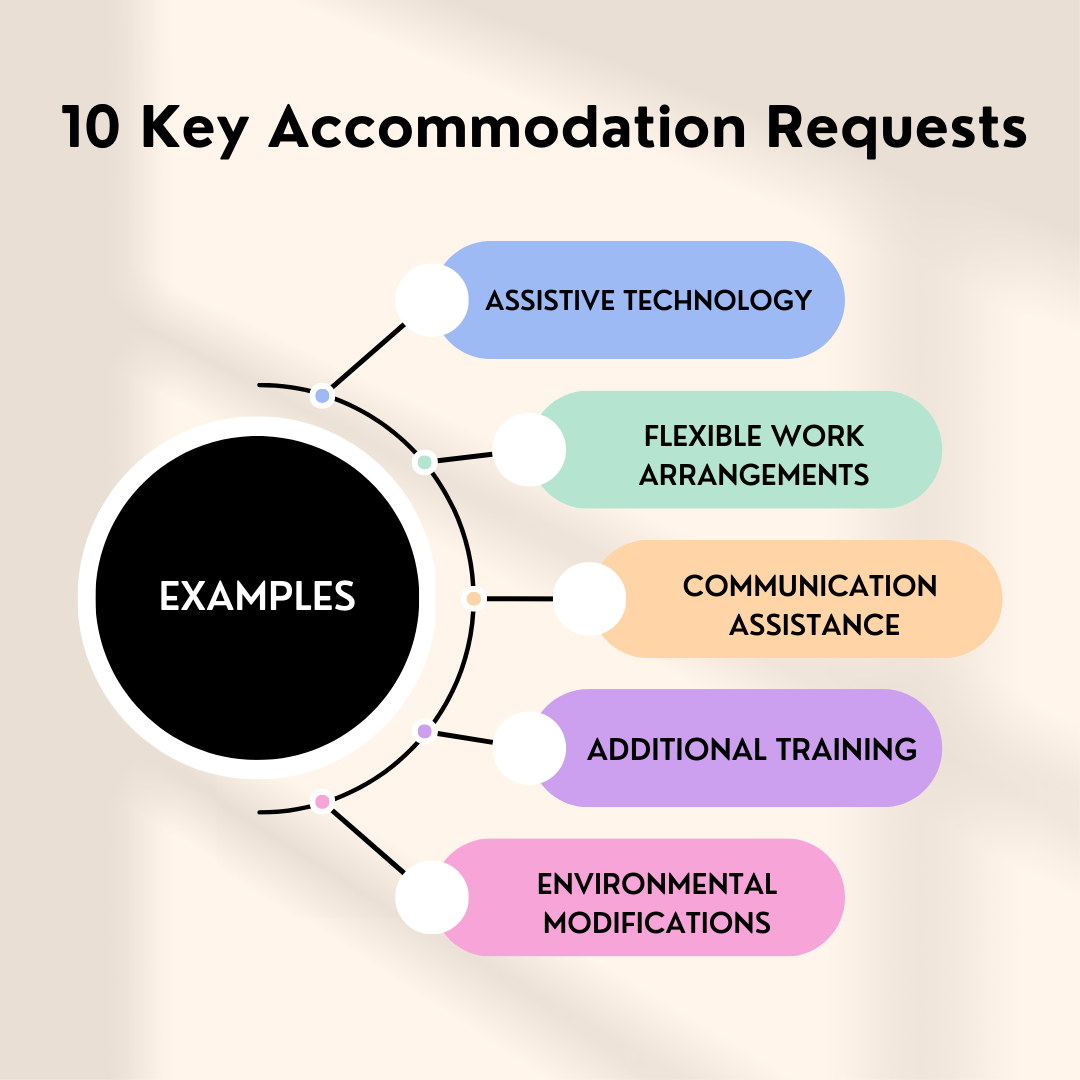 10 Key Accommodation Requests
ASSISTIVE TECHNOLOGY
FLEXIBLE WORK
ARRANGEMENTS
EXAMPLES
COMMUNICATION
ASSISTANCE
ADDITIONAL TRAINING
ENVIRONMENTAL
MODIFICATIONS